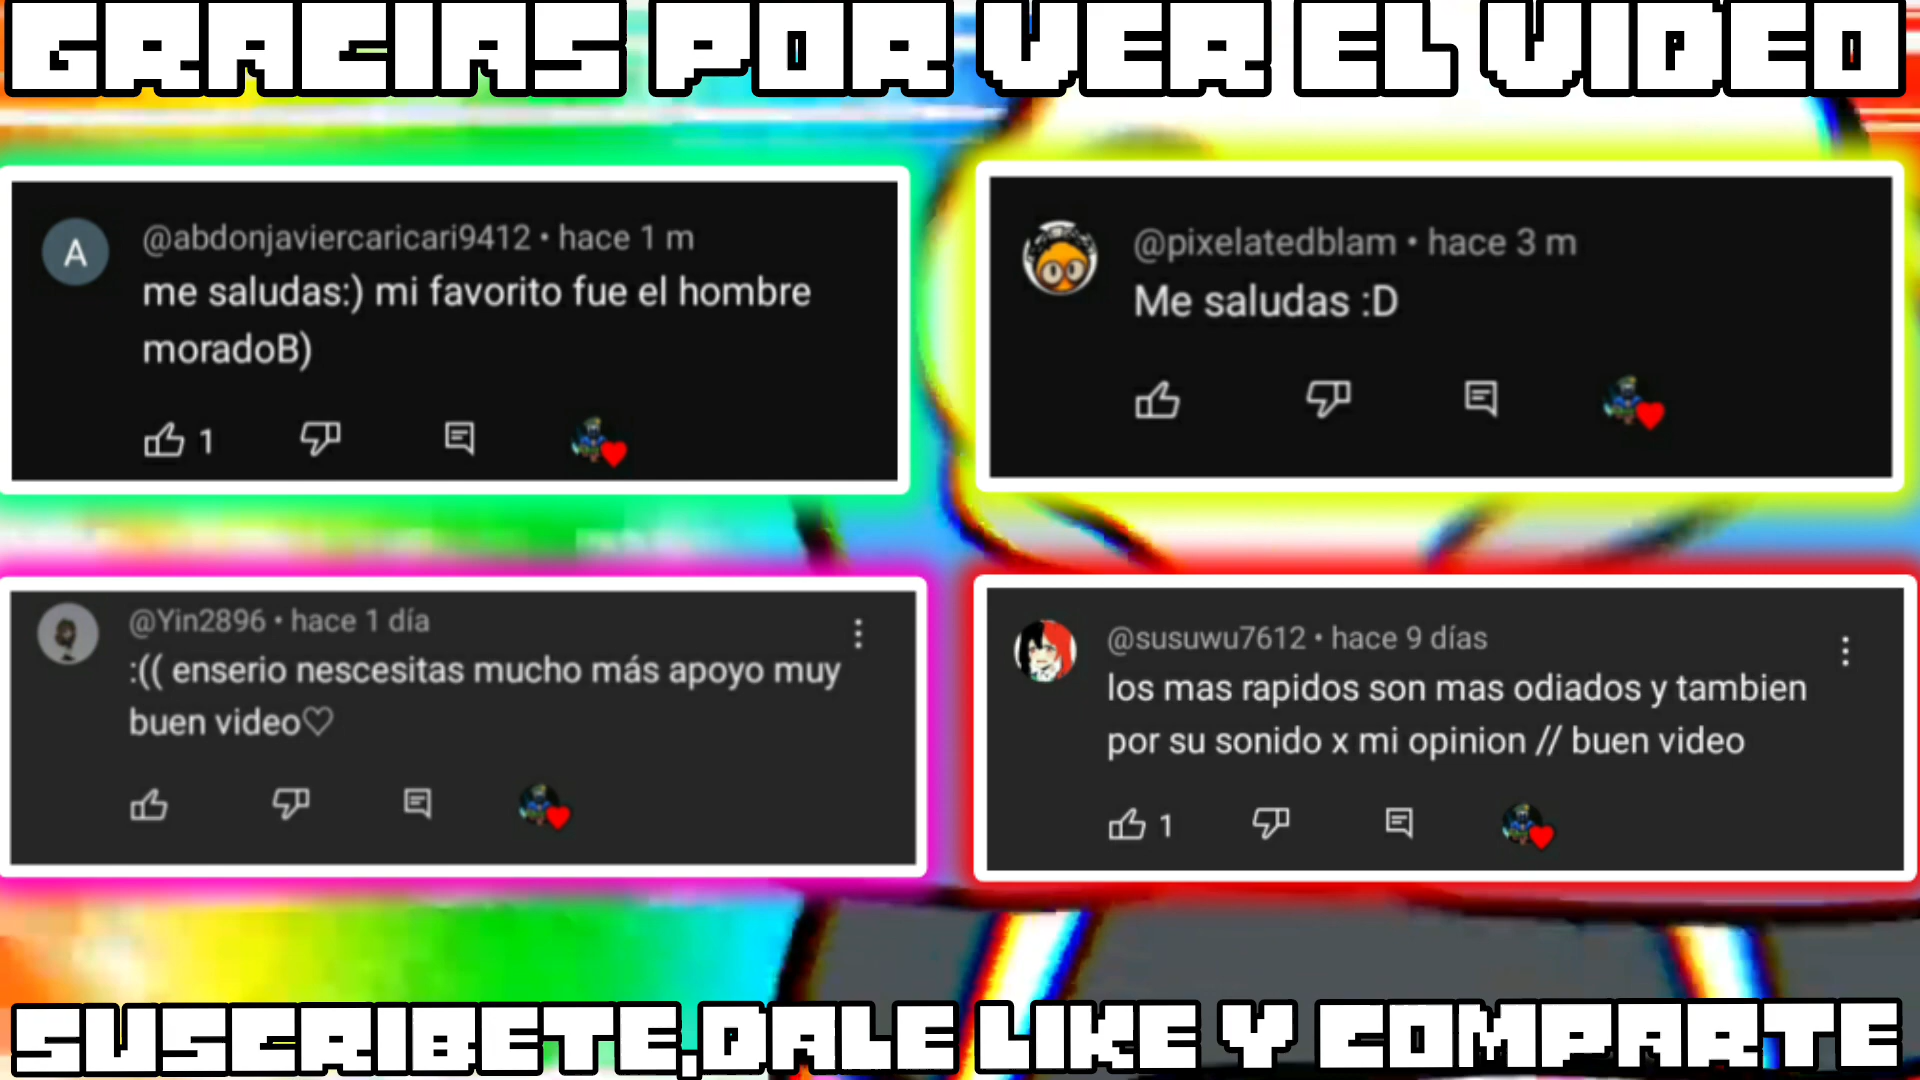 GRACIAS POR VER EL VIDEO
A
@abdonjaviercaricari9412 • hace 1 m
me saludas:) mi favorito fue el hombre
moradoB)
1
@pixelatedblam • hace 3 m
Me saludas :D
@Yin2896 • hace 1 día
:(( enserio nescesitas mucho más apoyo muy
buen video♡
@susuwu7612 • hace 9 días
los mas rapidos son mas odiados y tambien
por su sonido x mi opinion // buen video
1
SUSCRIBETE,DALE LIKE Y COMPARTE